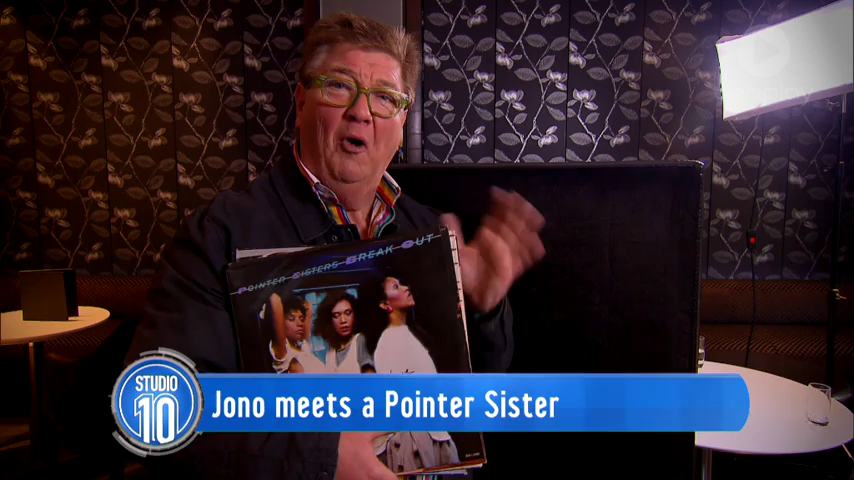 POINTER SISTERS BREAK OUT
STUDIO
10
Jono meets a Pointer Sister